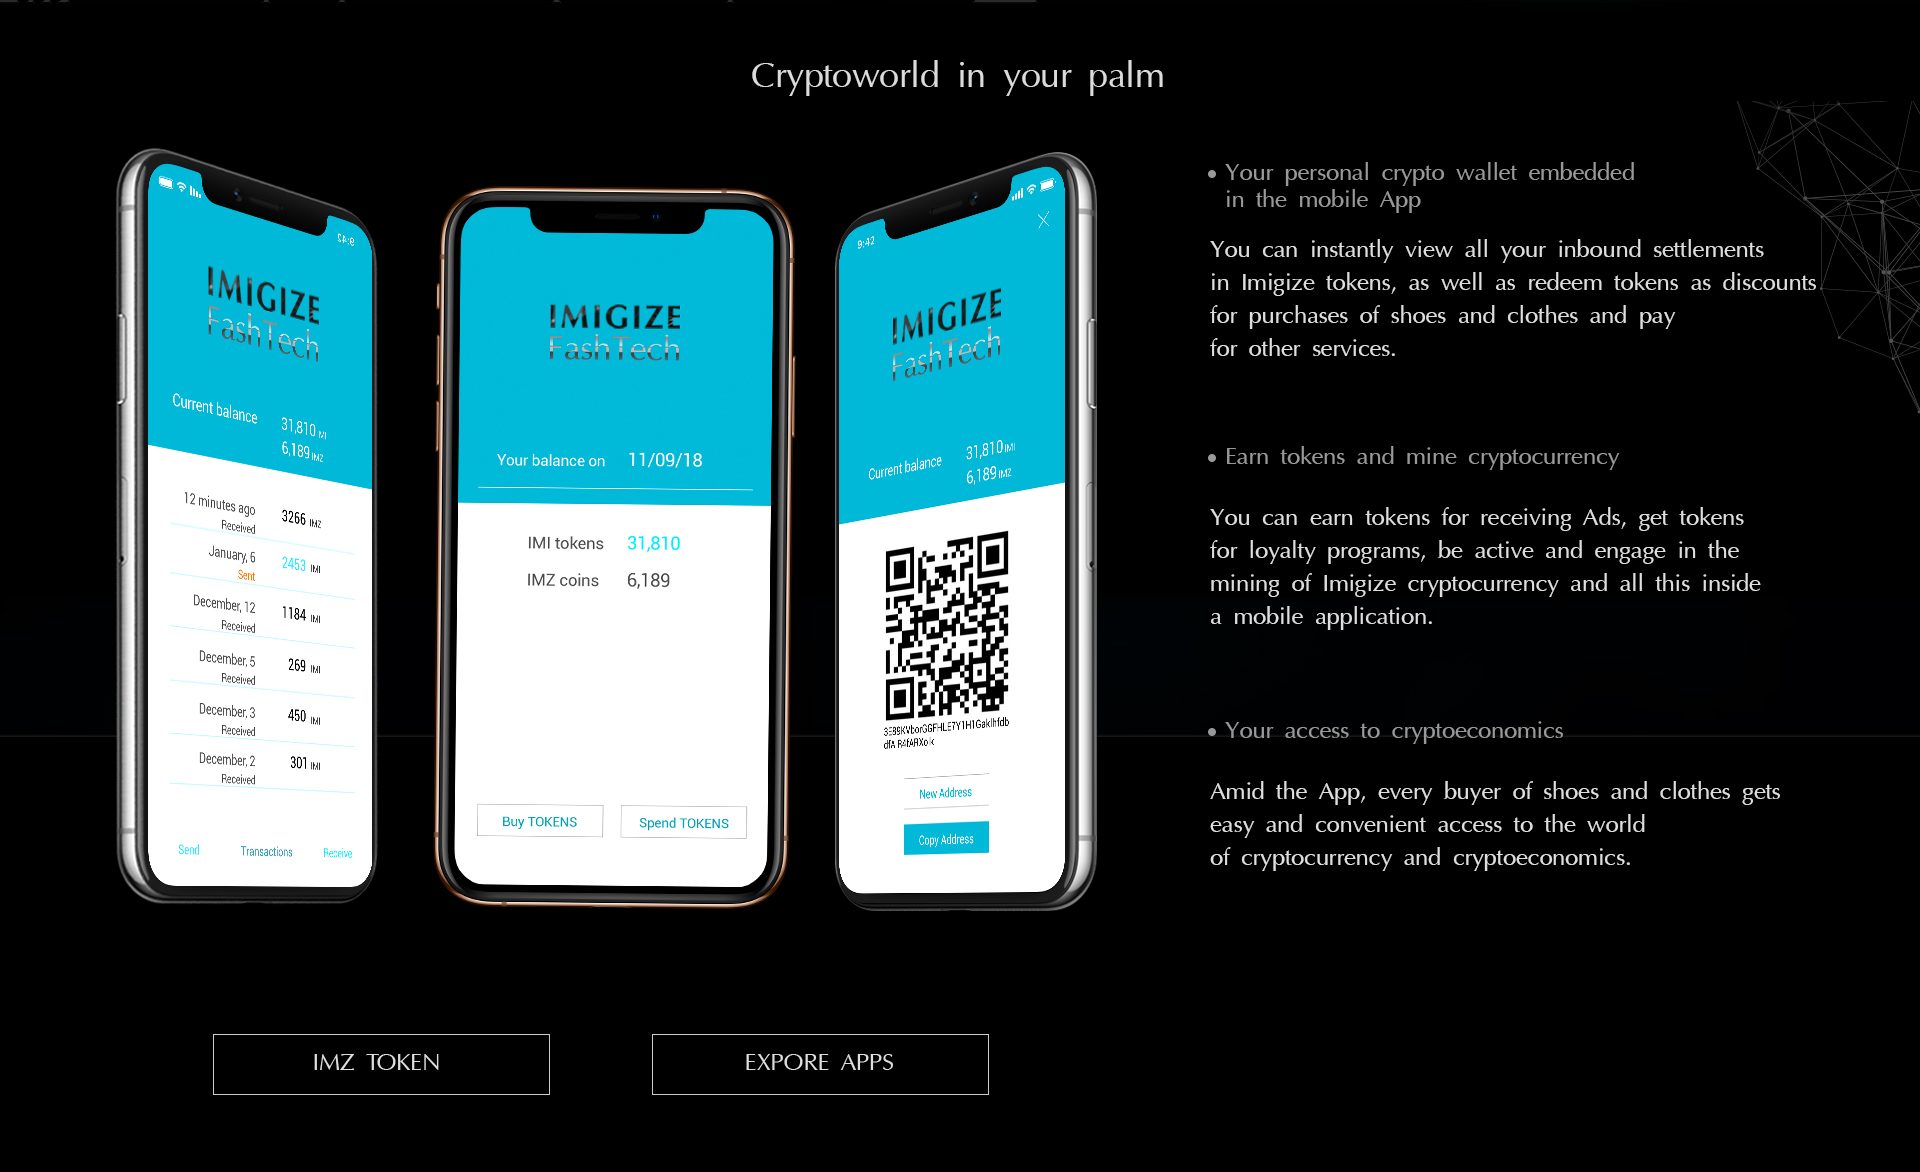 Cryptoworld in your palm
9:42
IMIGIZE
FashTech
Current balance
31,810 IMI
6,189 IMZ
12 minutes ago
Received
3266 IMZ
January, 6
Sent
2453 IMI
December, 12
Received
1184 IMI
December, 5
Received
269 IMI
December, 3
Received
450 IMI
December, 2
Received
301 IMI
Send Transactions Receive
IMIGIZE
FashTech
Your balance on 11/09/18
IMI tokens 31,810
IMZ coins 6,189
Buy TOKENS Spend TOKENS
9:42
IMIGIZE
FashTech
Current balance
31,810 IMI
6,189 IMZ
New Address
Copy Address
• Your personal crypto wallet embedded
in the mobile App
You can instantly view all your inbound settlements
in Imigize tokens, as well as redeem tokens as discounts
for purchases of shoes and clothes and pay
for other services.
• Earn tokens and mine cryptocurrency
You can earn tokens for receiving Ads, get tokens
for loyalty programs, be active and engage in the
mining of Imigize cryptocurrency and all this inside
a mobile application.
• Your access to cryptoeconomics
Amid the App, every buyer of shoes and clothes gets
easy and convenient access to the world
of cryptocurrency and cryptoeconomics.
IMZ TOKEN
EXPORE APPS